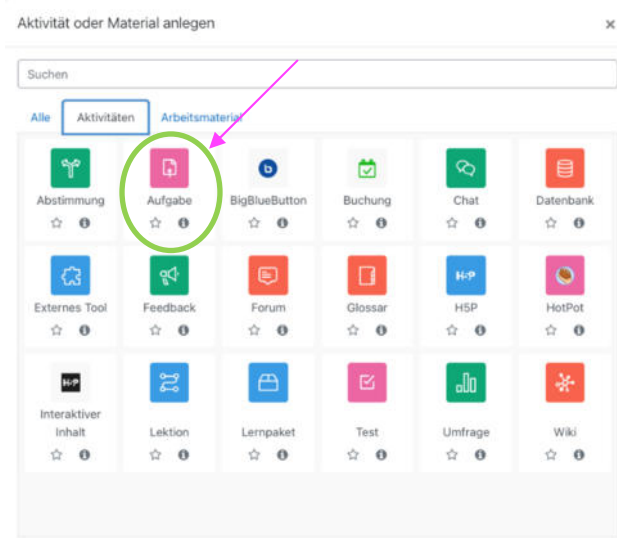 Aktivität oder Material anlegen ×
Suchen
Alle Aktivitäten Arbeitsmaterial
Abstimmung Aufgabe BigBlueButton Buchung Chat Datenbank
Externes Tool Feedback Forum Glossar H5P HotPot
Interaktiver
Inhalt Lektion Lernpaket Test Umfrage Wiki